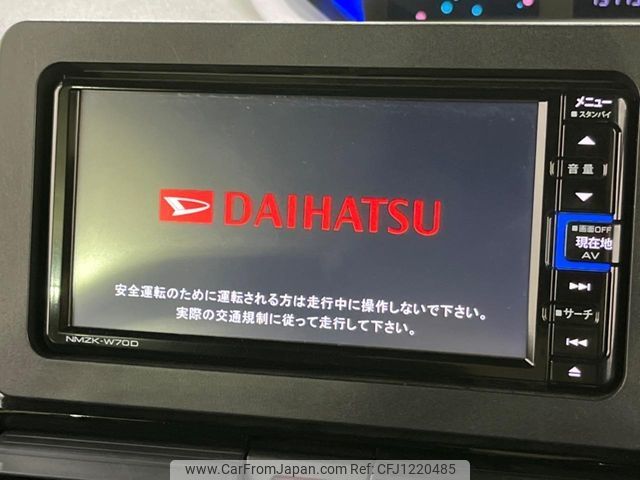 メニュー
■ スタンバイ
音量
■ 画面OFF
現在地
AV
■ サーチ
DAIHATSU
安全運転のために運転される方は走行中に操作しないで下さい。
実際の交通規制に従って走行して下さい。
NMZK-W70D
www.CarFromJapan.com
Photo ID: CFJ1220485